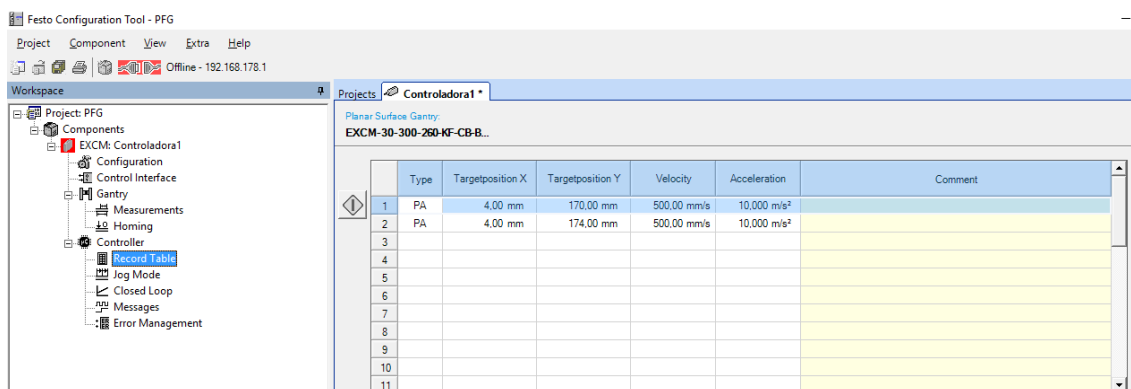 Festo Configuration Tool - PFG
Project Component View Extra Help
Offline - 192.168.178.1
Workspace
Project: PFG
Components
EXCM: Controladora1
Configuration
Control Interface
Gantry
Measurements
Homing
Controller
Record Table
Jog Mode
Closed Loop
Messages
Error Management
Projects Controladora1 *
Planar Surface Gantry:
EXCM-30-300-260-KF-CB-B...
Type Targetposition X Targetposition Y Velocity Acceleration Comment
1 PA 4,00 mm 170,00 mm 500,00 mm/s 10,000 m/s²
2 PA 4,00 mm 174,00 mm 500,00 mm/s 10,000 m/s²
3
4
5
6
7
8
9
10
11